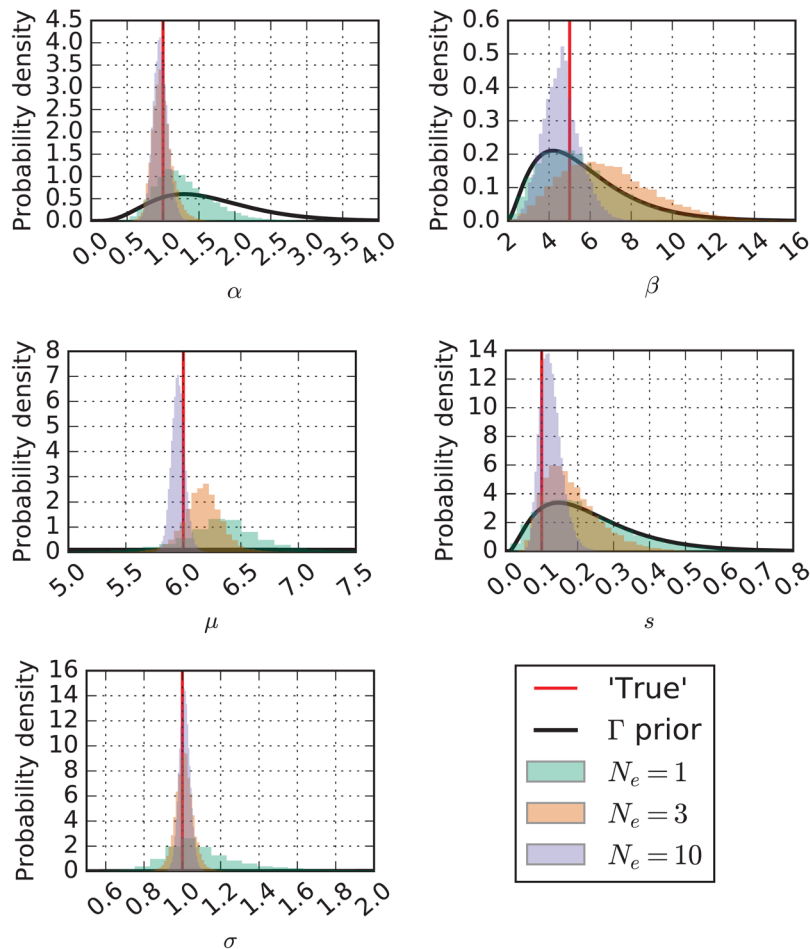 Probability density
4.5
4.0
3.5
3.0
2.5
2.0
1.5
1.0
0.5
0.0
0.0 0.5 1.0 1.5 2.0 2.5 3.0 3.5 4.0
α
Probability density
0.6
0.5
0.4
0.3
0.2
0.1
0.0
2 4 6 8 10 12 14 16
β
Probability density
8
7
6
5
4
3
2
1
0
5.0 5.5 6.0 6.5 7.0 7.5
μ
Probability density
14
12
10
8
6
4
2
0
0.0 0.1 0.2 0.3 0.4 0.5 0.6 0.7 0.8
s
Probability density
16
14
12
10
8
6
4
2
0
0.6 0.8 1.0 1.2 1.4 1.6 1.8 2.0
σ
'True'
Γ prior
Nₑ = 1
Nₑ = 3
Nₑ = 10